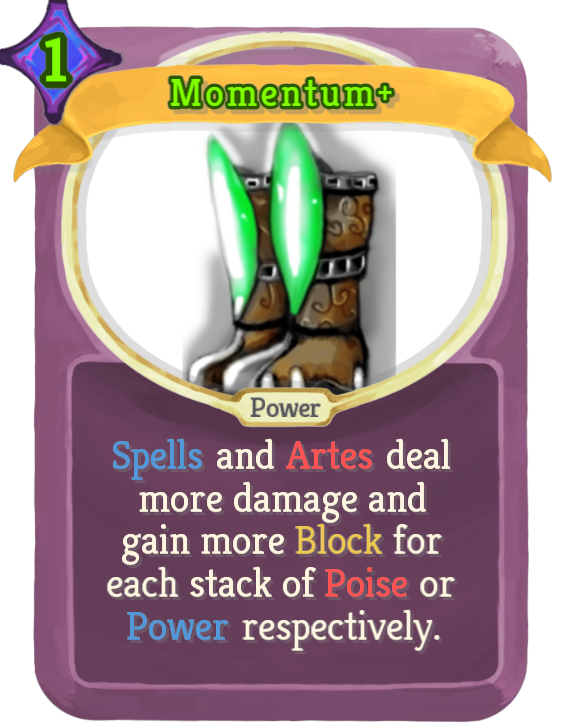 1
Momentum+
Power
Spells and Artes deal
more damage and
gain more Block for
each stack of Poise or
Power respectively.